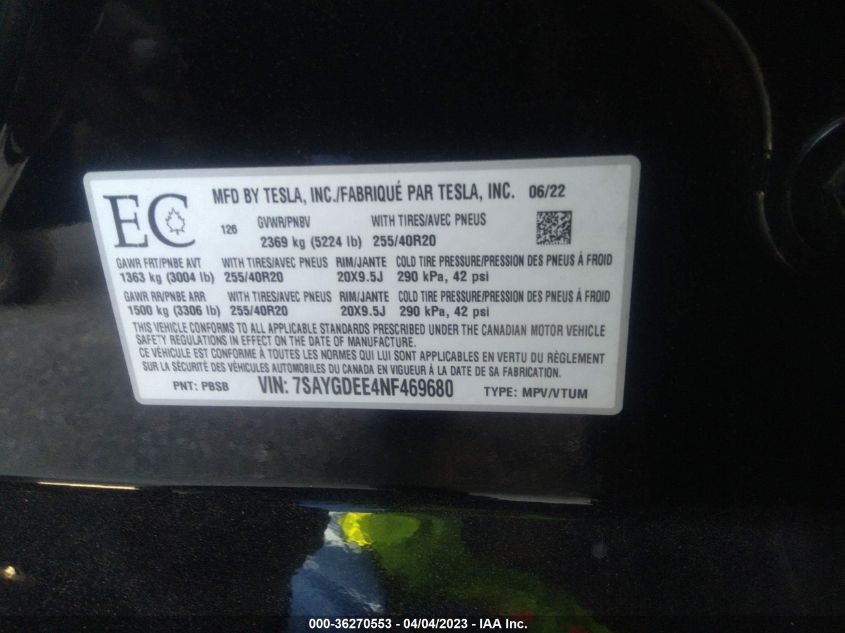 EC
MFD BY TESLA, INC./FABRIQUÉ PAR TESLA, INC. 06/22
126 GVWR/PNBV WITH TIRES/AVEC PNEUS
2369 kg (5224 lb) 255/40R20
GAWR FRT/PNBE AVT WITH TIRES/AVEC PNEUS RIM/JANTE COLD TIRE PRESSURE/PRESSION DES PNEUS À FROID
1363 kg (3004 lb) 255/40R20 20X9.5J 290 kPa, 42 psi
GAWR RR/PNBE ARR WITH TIRES/AVEC PNEUS RIM/JANTE COLD TIRE PRESSURE/PRESSION DES PNEUS À FROID
1500 kg (3306 lb) 255/40R20 20X9.5J 290 kPa, 42 psi
THIS VEHICLE CONFORMS TO ALL APPLICABLE STANDARDS PRESCRIBED UNDER THE CANADIAN MOTOR VEHICLE
SAFETY REGULATIONS IN EFFECT ON THE DATE OF MANUFACTURE.
CE VÉHICULE EST CONFORME À TOUTES LES NORMES QUI LUI SONT APPLICABLES EN VERTU DU RÈGLEMENT
SUR LA SÉCURITÉ DES VÉHICULES AUTOMOBILES DU CANADA EN VIGUEUR À LA DATE DE SA FABRICATION.
PNT: PBSB VIN: 7SAYGDEE4NF469680 TYPE: MPV/VTUM
000-36270553 - 04/04/2023 - IAA Inc.